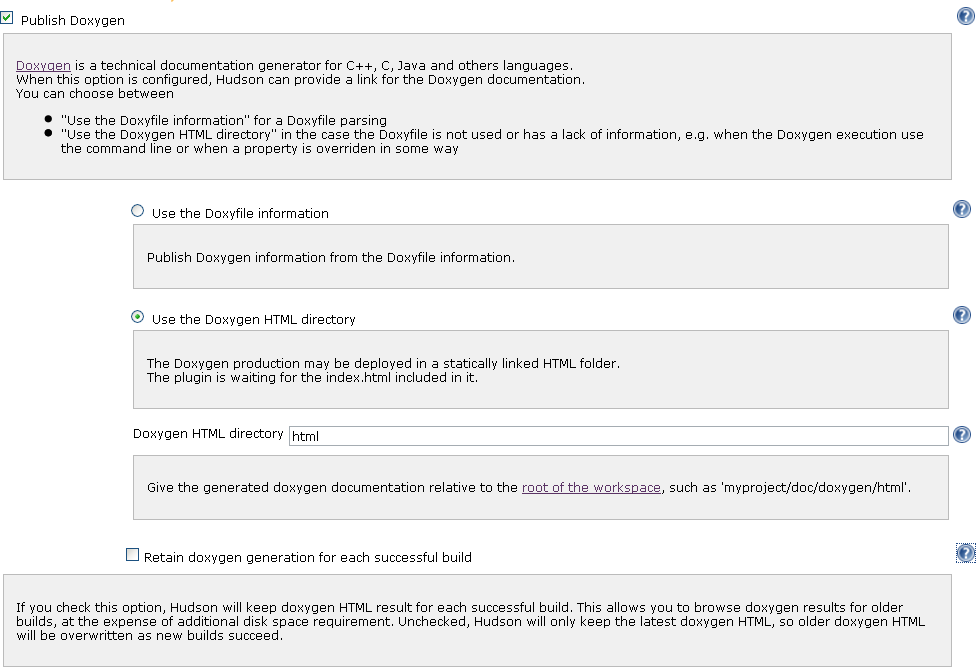 Publish Doxygen
Doxygen is a technical documentation generator for C++, C, Java and others languages.
When this option is configured, Hudson can provide a link for the Doxygen documentation.
You can choose between
"Use the Doxyfile information" for a Doxyfile parsing
"Use the Doxygen HTML directory" in the case the Doxyfile is not used or has a lack of information, e.g. when the Doxygen execution use
the command line or when a property is overriden in some way
Use the Doxyfile information
Publish Doxygen information from the Doxyfile information.
Use the Doxygen HTML directory
The Doxygen production may be deployed in a statically linked HTML folder.
The plugin is waiting for the index.html included in it.
Doxygen HTML directory html
Give the generated doxygen documentation relative to the root of the workspace, such as 'myproject/doc/doxygen/html'.
Retain doxygen generation for each successful build
If you check this option, Hudson will keep doxygen HTML result for each successful build. This allows you to browse doxygen results for older
builds, at the expense of additional disk space requirement. Unchecked, Hudson will only keep the latest doxygen HTML, so older doxygen HTML
will be overwritten as new builds succeed.